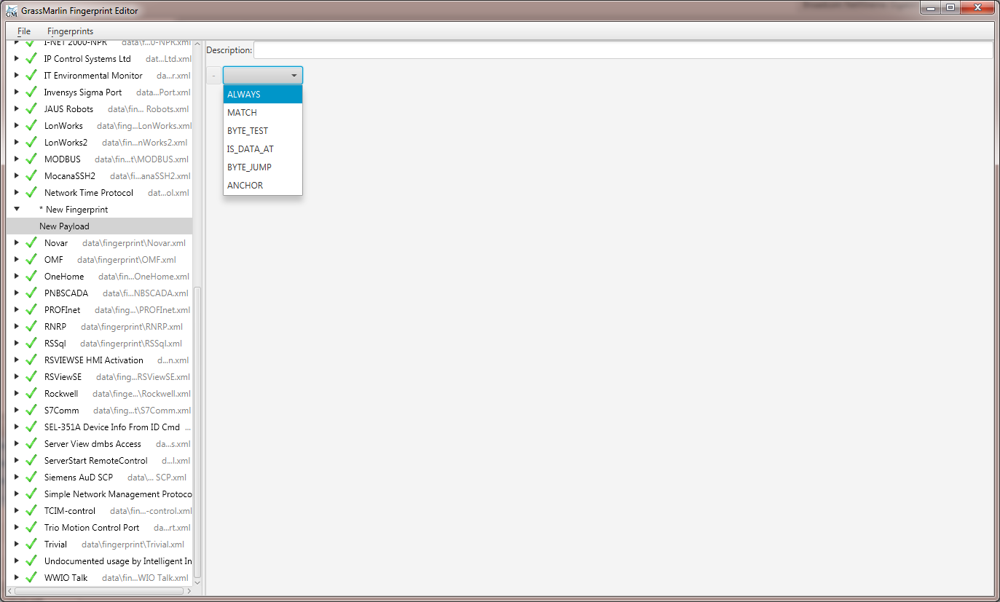 GrassMarlin Fingerprint Editor
File Fingerprints
I-NET 2000-NPR data\f...0-NPR.xml
IP Control Systems Ltd dat...Ltd.xml
IT Environmental Monitor da...r.xml
Invensys Sigma Port data...Port.xml
JAUS Robots data\fin... Robots.xml
LonWorks data\fing...LonWorks.xml
LonWorks2 data\fin...nWorks2.xml
MODBUS data\fin...t\MODBUS.xml
MocanaSSH2 data\fi...anaSSH2.xml
Network Time Protocol dat...ol.xml
* New Fingerprint
New Payload
Novar data\fingerprint\Novar.xml
OMF data\fingerprint\OMF.xml
OneHome data\fin...OneHome.xml
PNBSCADA data\fi...NBSCADA.xml
PROFInet data\fing...\PROFInet.xml
RNRP data\fingerprint\RNRP.xml
RSSql data\fingerprint\RSSql.xml
RSVIEWSE HMI Activation d...n.xml
RSViewSE data\fing...RSViewSE.xml
Rockwell data\finge...\Rockwell.xml
S7Comm data\fing...t\S7Comm.xml
SEL-351A Device Info From ID Cmd ...
Server View dmbs Access da...s.xml
ServerStart RemoteControl d...l.xml
Siemens AuD SCP data\... SCP.xml
Simple Network Management Protoco
TCIM-control data\fin...-control.xml
Trio Motion Control Port da...rt.xml
Trivial data\fingerprint\Trivial.xml
Undocumented usage by Intelligent In
WWIO Talk data\fin...WIO Talk.xml
Description:
-
ALWAYS
MATCH
BYTE_TEST
IS_DATA_AT
BYTE_JUMP
ANCHOR